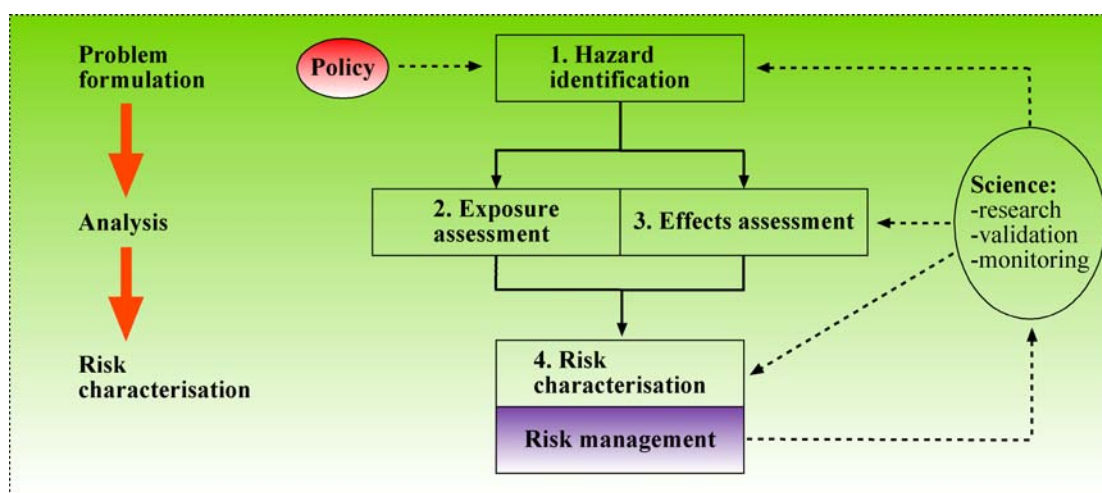 Problem
formulation
Policy
1. Hazard
identification
Analysis
2. Exposure
assessment
3. Effects assessment
Science:
-research
-validation
-monitoring
Risk
characterisation
4. Risk
characterisation
Risk management